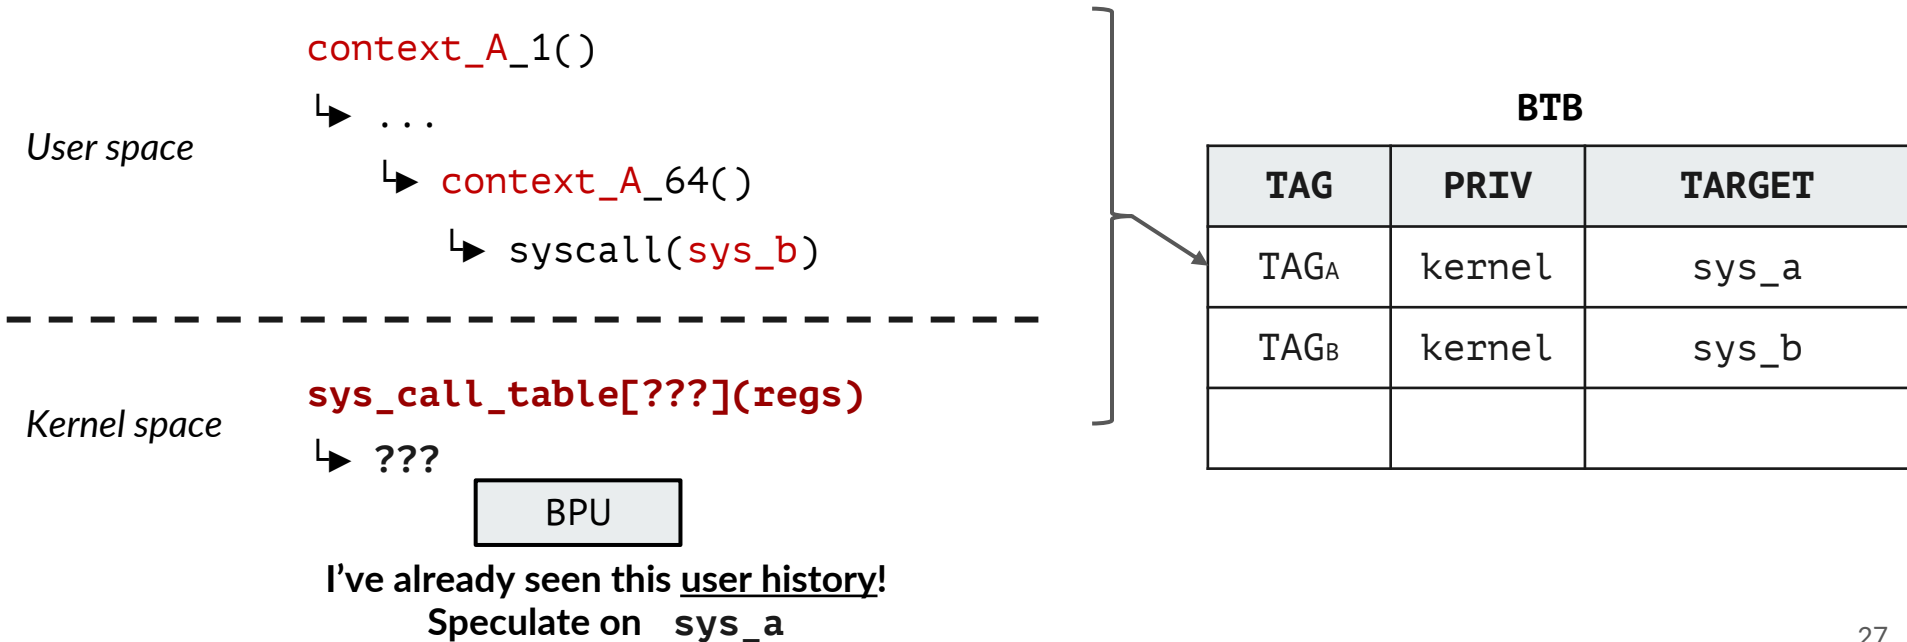 context_A_1()
...
User space
context_A_64()
syscall(sys_b)
Kernel space
sys_call_table[???](regs)
???
BPU
I've already seen this user history!
Speculate on sys_a
BTB
TAG PRIV TARGET
TAGA kernel sys_a
TAGB kernel sys_b
27